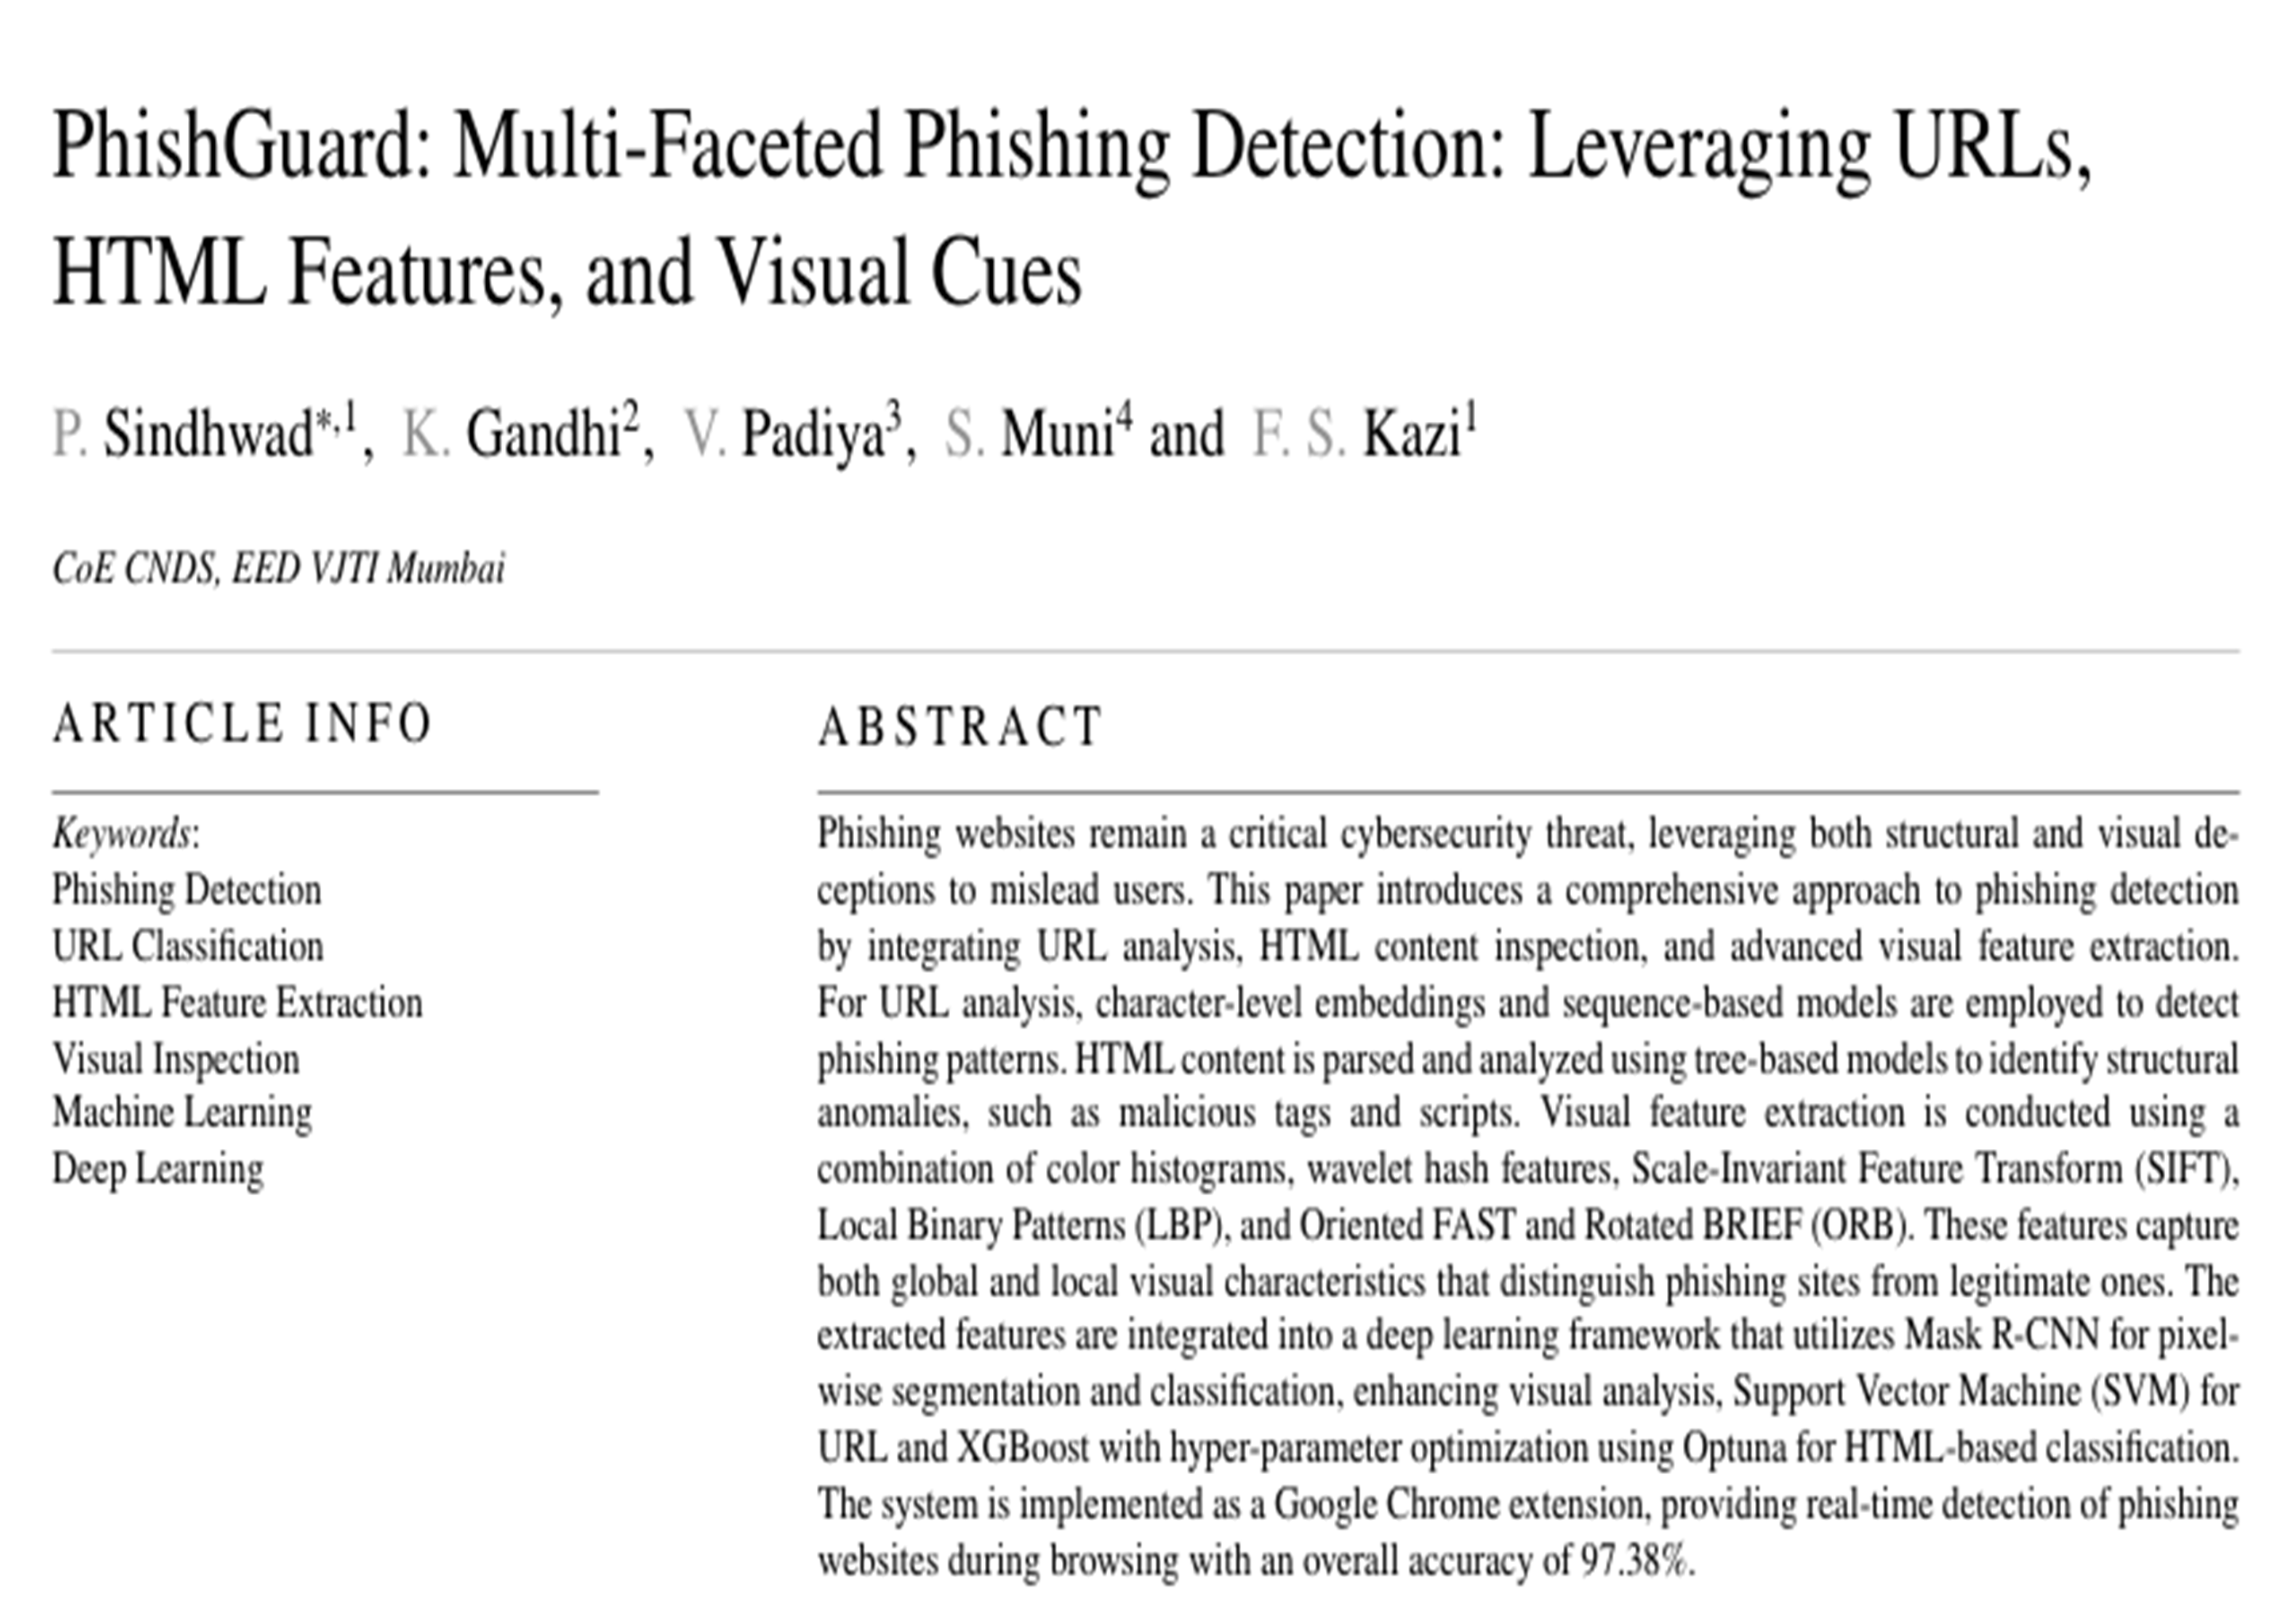 PhishGuard: Multi-Faceted Phishing Detection: Leveraging URLs,
HTML Features, and Visual Cues
P. Sindhwad*,1, K. Gandhi2, V. Padiya3, S. Muni4 and F. S. Kazi1
CoE CNDS, EED VJTI Mumbai
ARTICLE INFO
Keywords:
Phishing Detection
URL Classification
HTML Feature Extraction
Visual Inspection
Machine Learning
Deep Learning
ABSTRACT
Phishing websites remain a critical cybersecurity threat, leveraging both structural and visual de-
ceptions to mislead users. This paper introduces a comprehensive approach to phishing detection
by integrating URL analysis, HTML content inspection, and advanced visual feature extraction.
For URL analysis, character-level embeddings and sequence-based models are employed to detect
phishing patterns. HTML content is parsed and analyzed using tree-based models to identify structural
anomalies, such as malicious tags and scripts. Visual feature extraction is conducted using a
combination of color histograms, wavelet hash features, Scale-Invariant Feature Transform (SIFT),
Local Binary Patterns (LBP), and Oriented FAST and Rotated BRIEF (ORB). These features capture
both global and local visual characteristics that distinguish phishing sites from legitimate ones. The
extracted features are integrated into a deep learning framework that utilizes Mask R-CNN for pixel-
wise segmentation and classification, enhancing visual analysis, Support Vector Machine (SVM) for
URL and XGBoost with hyper-parameter optimization using Optuna for HTML-based classification.
The system is implemented as a Google Chrome extension, providing real-time detection of phishing
websites during browsing with an overall accuracy of 97.38%.